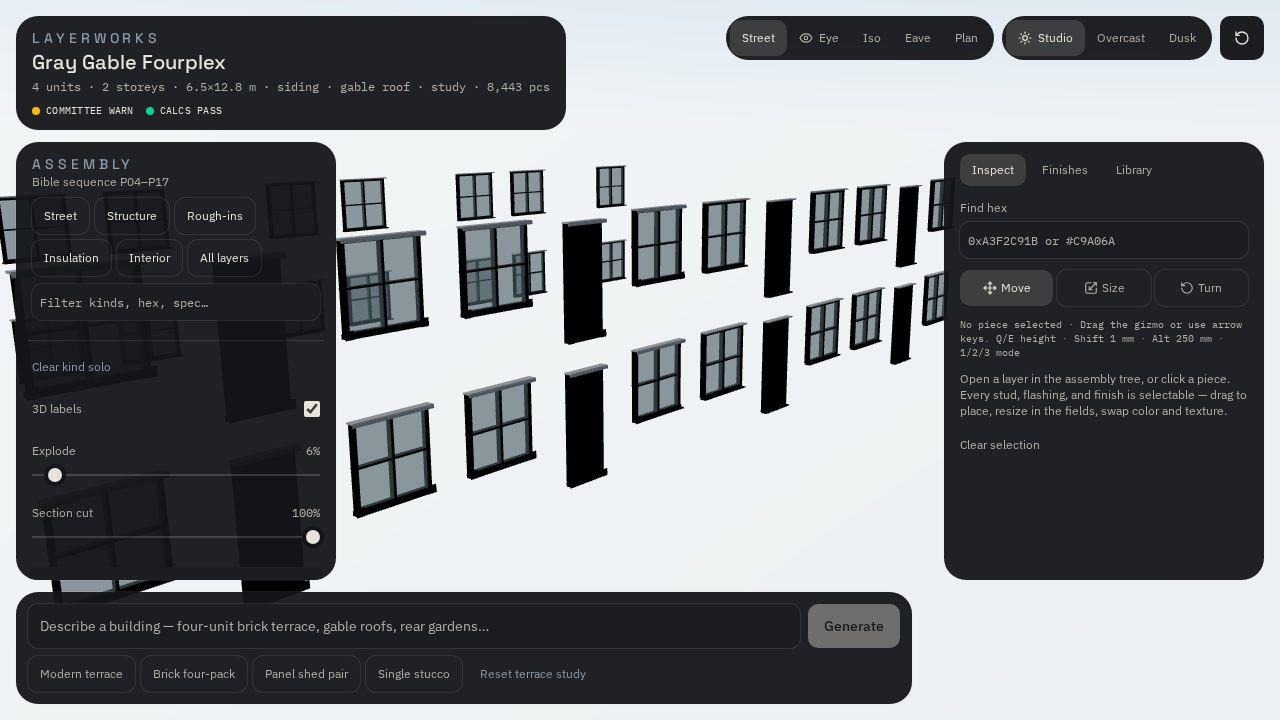 LAYERWORKS
Gray Gable Fourplex
4 units · 2 storeys · 6.5×12.8 m · siding · gable roof · study · 8,443 pcs
COMMITTEE WARN CALCS PASS
Street Eye Iso Eave Plan
Studio Overcast Dusk
ASSEMBLY
Bible sequence P04–P17
Street Structure Rough-ins
Insulation Interior All layers
Filter kinds, hex, spec…
Clear kind solo
3D labels
Explode 6%
Section cut 100%
Inspect Finishes Library
Find hex
0xA3F2C91B or #C9A06A
Move Size Turn
No piece selected · Drag the gizmo or use arrow
keys. Q/E height · Shift 1 mm · Alt 250 mm ·
1/2/3 mode
Open a layer in the assembly tree, or click a piece.
Every stud, flashing, and finish is selectable — drag to
place, resize in the fields, swap color and texture.
Clear selection
Describe a building — four-unit brick terrace, gable roofs, rear gardens…
Generate
Modern terrace Brick four-pack Panel shed pair Single stucco Reset terrace study